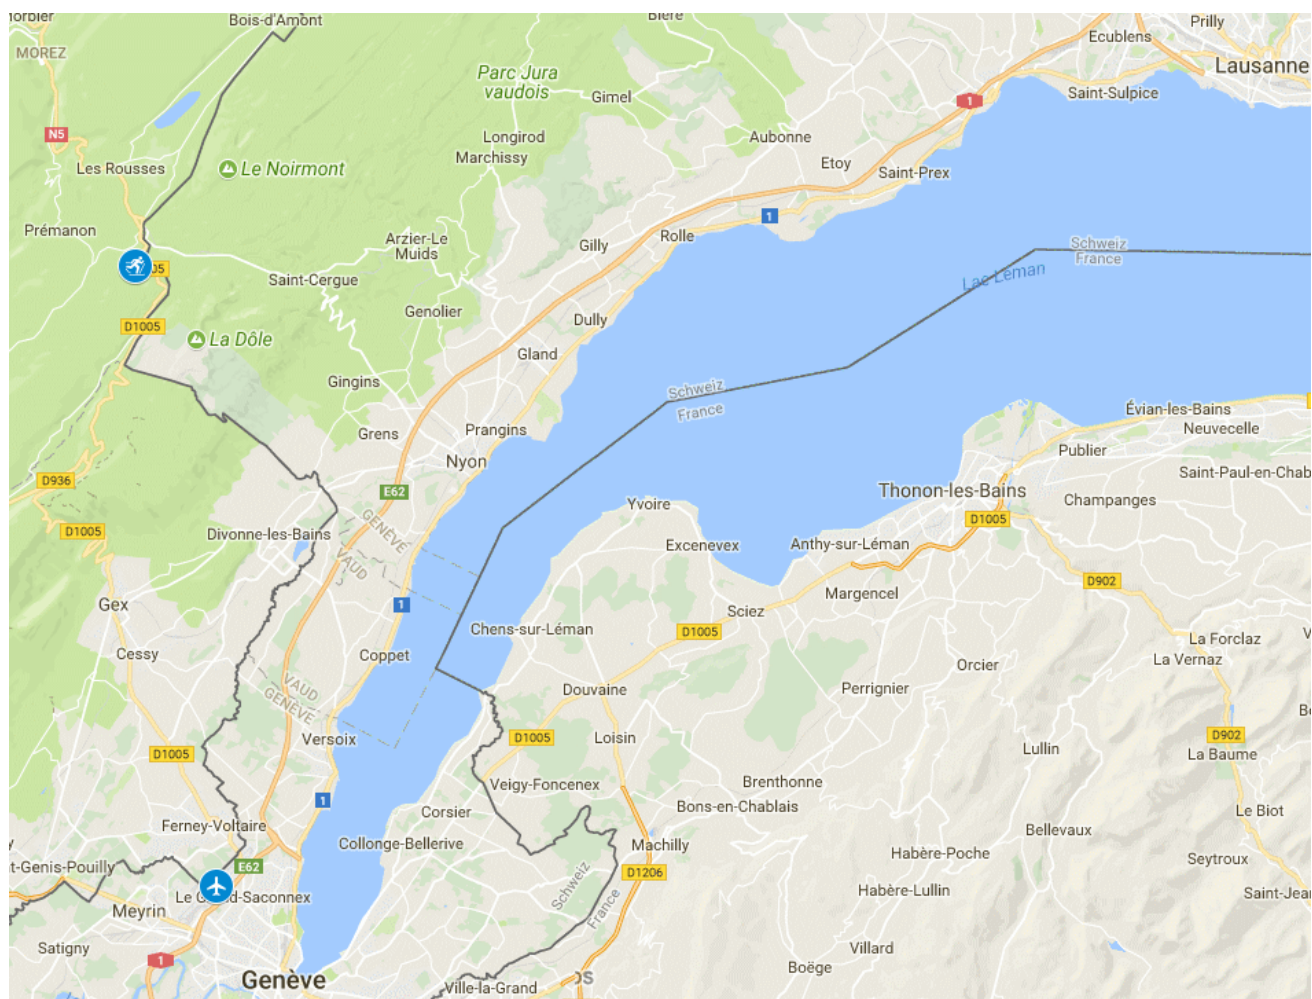 Bois-d'Amont
Bière
Prilly
MOREZ
Ecublens
Lausanne
Parc Jura
vaudois
Gimel
Saint-Sulpice
1
N5
Longirod
Aubonne
Marchissy
Etoy
Les Rousses
Le Noirmont
Saint-Prex
1
Prémanon
Arzier-Le
Muids
Gilly
Rolle
Schweiz
France
Lac Léman
Saint-Cergue
Genolier
D1005
Dully
La Dôle
Gland
Gingins
Schweiz
France
Évian-les-Bains
Neuvecelle
Grens
Prangins
Publier
Nyon
D936
E62
Thonon-les-Bains
Champanges
Saint-Paul-en-Chab
Yvoire
D1005
D1005
Divonne-les-Bains
GENÈVE
VAUD
Excenevex
Anthy-sur-Léman
D902
Gex
1
Sciez
Margencel
Chens-sur-Léman
D1005
La Forclaz
Cessy
Coppet
La Vernaz
Orcier
VAUD
GENÈVE
Douvaine
Perrignier
Versoix
D1005
Loisin
D902
D1005
Lullin
La Baume
Veigy-Foncenex
Brenthonne
1
Corsier
Bons-en-Chablais
Le Biot
Ferney-Voltaire
Collonge-Bellerive
Machilly
Bellevaux
t-Genis-Pouilly
E62
D1206
Schweiz
France
Habère-Poche
Seytroux
Habère-Lullin
Saint-Jea
Meyrin
Satigny
1
Villard
Boëge
Genève
Ville-la-Grand